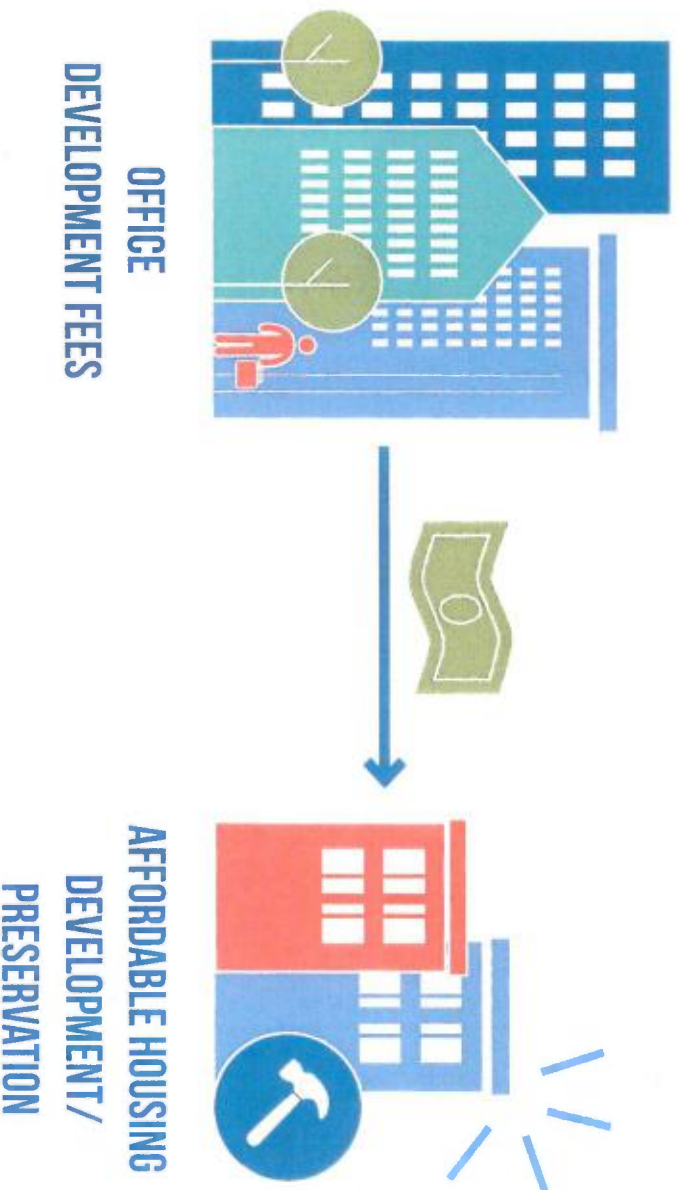 OFFICE
DEVELOPMENT FEES
AFFORDABLE HOUSING
DEVELOPMENT/
PRESERVATION